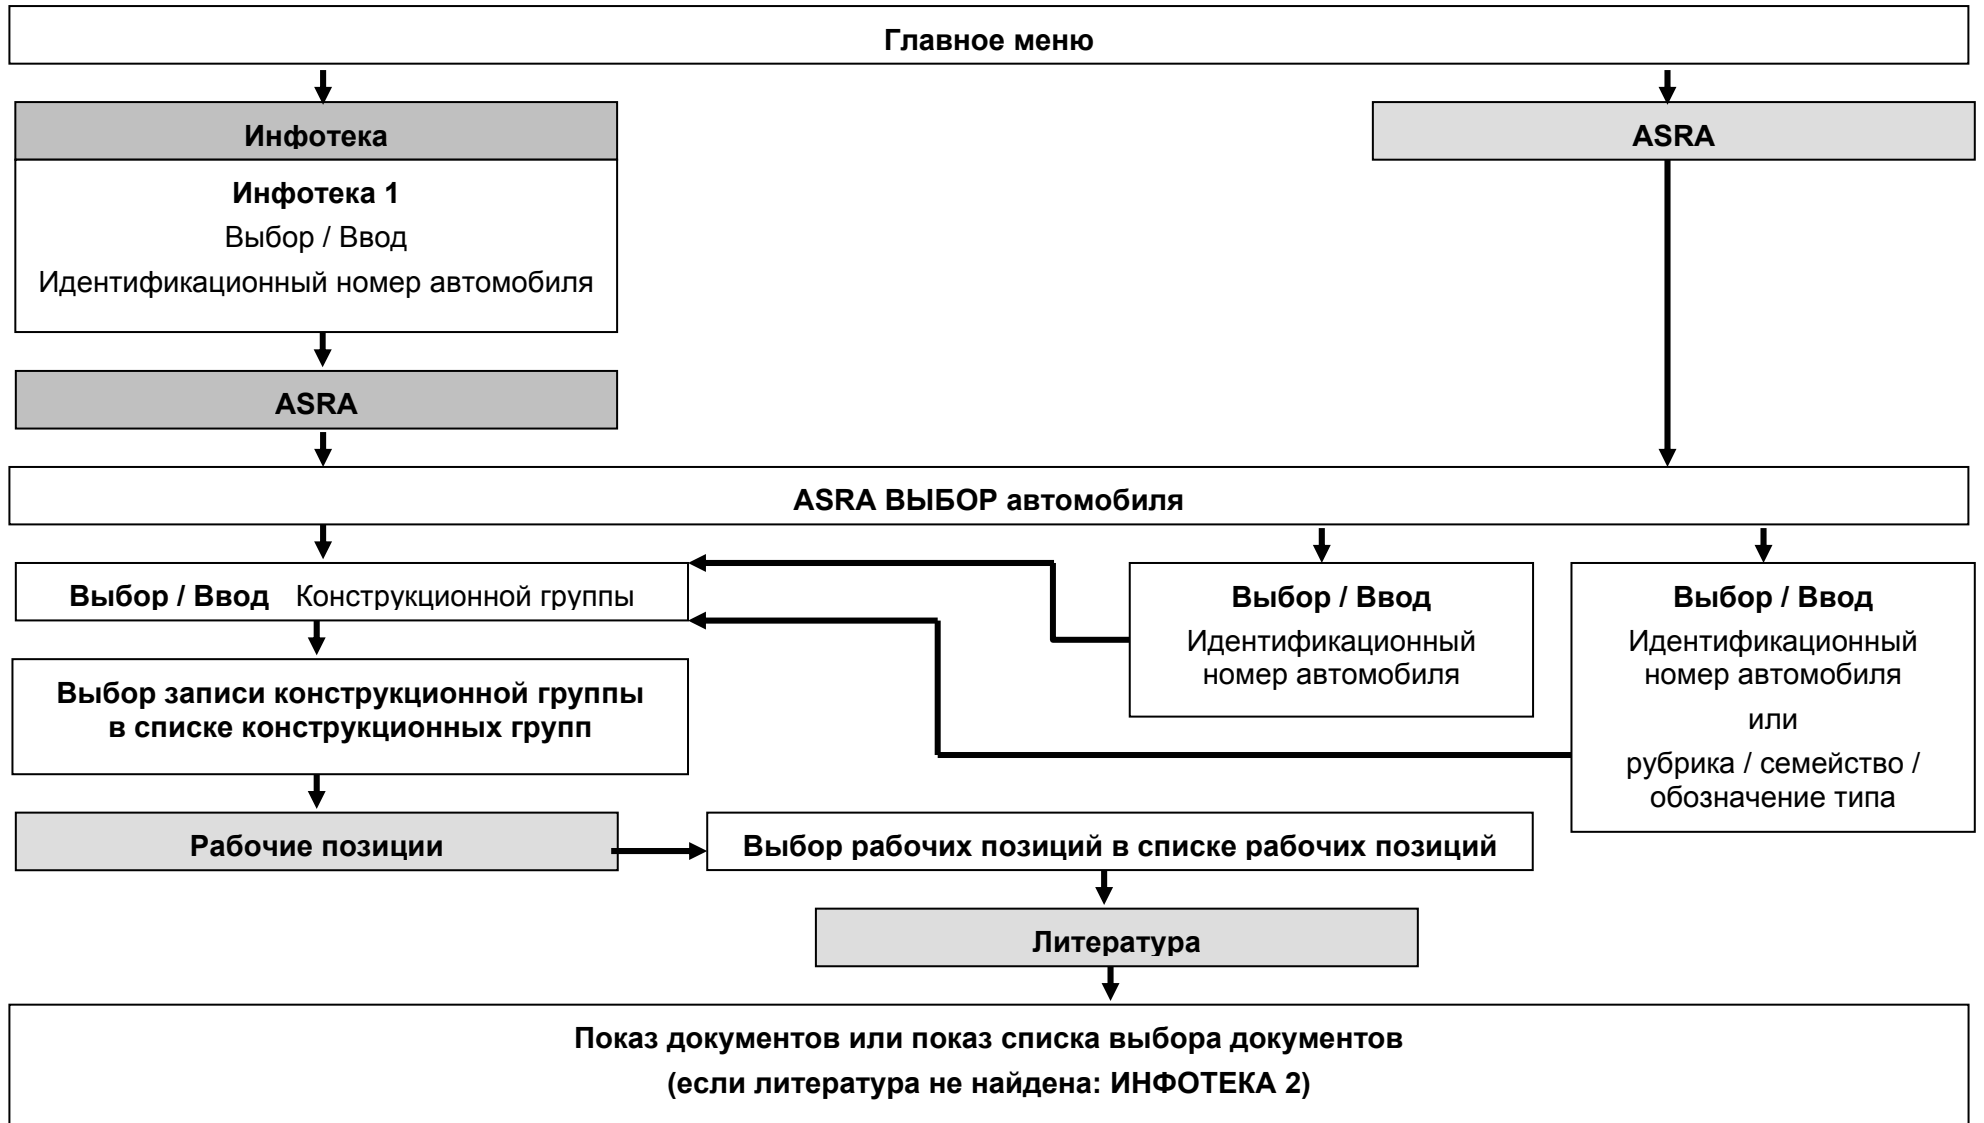 Главное меню
Инфотека
ASRA
Инфотека 1
Выбор / Ввод
Идентификационный номер автомобиля
ASRA
ASRA ВЫБОР автомобиля
Выбор / Ввод Конструкционной группы
Выбор / Ввод
Идентификационный
номер автомобиля
Выбор / Ввод
Идентификационный
номер автомобиля
или
рубрика / семейство /
обозначение типа
Выбор записи конструкционной группы
в списке конструкционных групп
Рабочие позиции
Выбор рабочих позиций в списке рабочих позиций
Литература
Показ документов или показ списка выбора документов
(если литература не найдена: ИНФОТЕКА 2)